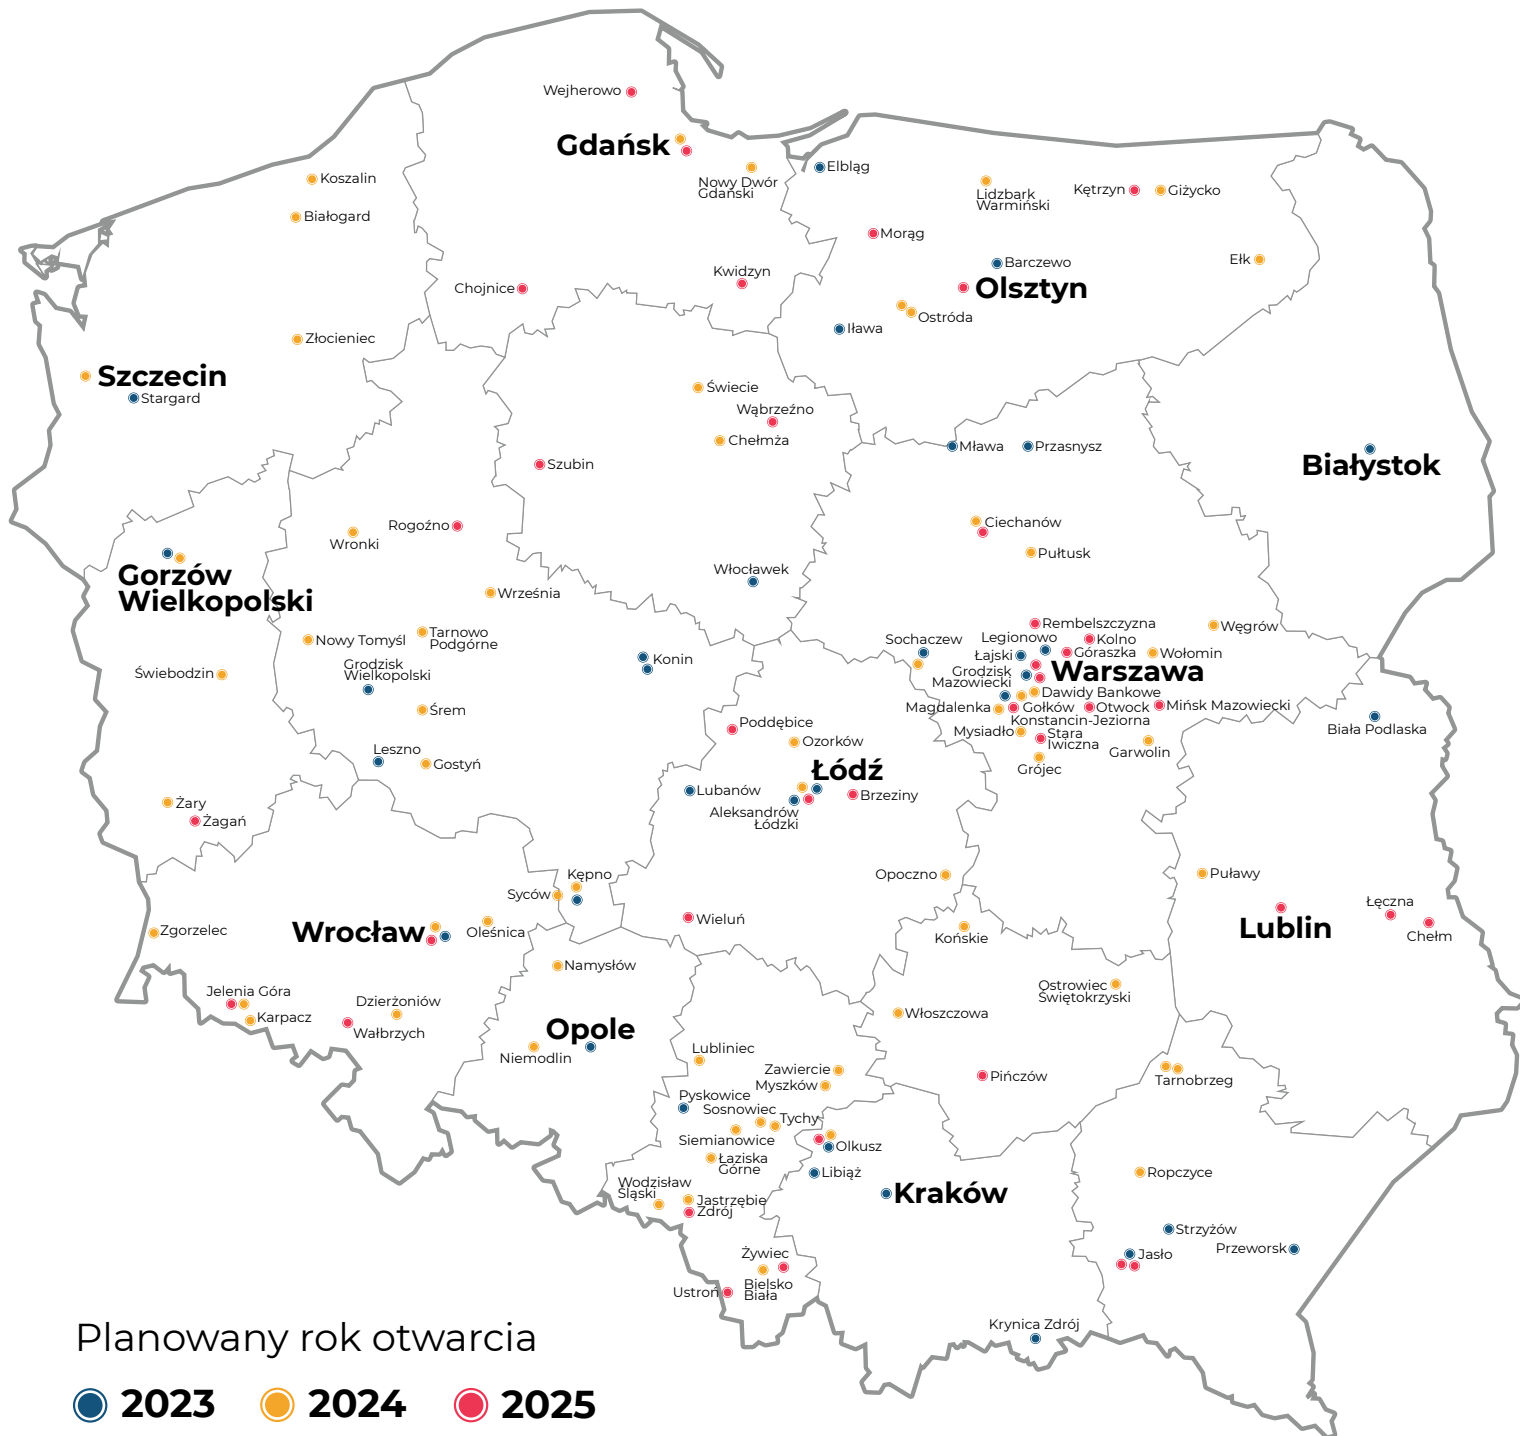 Wejherowo
Gdańsk
Nowy Dwór
Gdański
Elbląg
Lidzbark
Warmiński
Kętrzyn
Giżycko
Koszalin
Białogard
Morąg
Barczewo
Ełk
Kwidzyn
Chojnice
Olsztyn
Ostróda
Iława
Złocieniec
Szczecin
Stargard
Świecie
Wąbrzeźno
Chełmża
Szubin
Mława
Przasnysz
Białystok
Rogoźno
Wronki
Ciechanów
Pułtusk
Gorzów
Wielkopolski
Włocławek
Września
Nowy Tomyśl
Tarnowo
Podgórne
Grodzisk
Wielkopolski
Świebodzin
Śrem
Konin
Sochaczew
Rembelszczyzna
Legionowo
Kolno
Łajski
Góraszka
Wołomin
Węgrów
Grodzisk
Mazowiecki
Warszawa
Dawidy Bankowe
Magdalenka
Gołków
Otwock
Mińsk Mazowiecki
Konstancin-Jeziorna
Mysiadło
Stara
Iwiczna
Garwolin
Grójec
Biała Podlaska
Leszno
Gostyń
Poddębice
Ozorków
Łódź
Lubanów
Brzeziny
Aleksandrów
Łódzki
Żary
Żagań
Kępno
Syców
Opoczno
Puławy
Łęczna
Lublin
Chełm
Zgorzelec
Wrocław
Oleśnica
Wieluń
Końskie
Namysłów
Ostrowiec
Świętokrzyski
Jelenia Góra
Karpacz
Dzierżoniów
Wałbrzych
Opole
Niemodlin
Włoszczowa
Lubliniec
Zawiercie
Myszków
Pińczów
Tarnobrzeg
Pyskowice
Sosnowiec
Tychy
Siemianowice
Olkusz
Łaziska
Górne
Libiąż
Ropczyce
Wodzisław
Śląski
Jastrzębie
Zdrój
Kraków
Strzyżów
Przeworsk
Jasło
Żywiec
Bielsko
Biała
Ustroń
Krynica Zdrój
Planowany rok otwarcia
2023
2024
2025